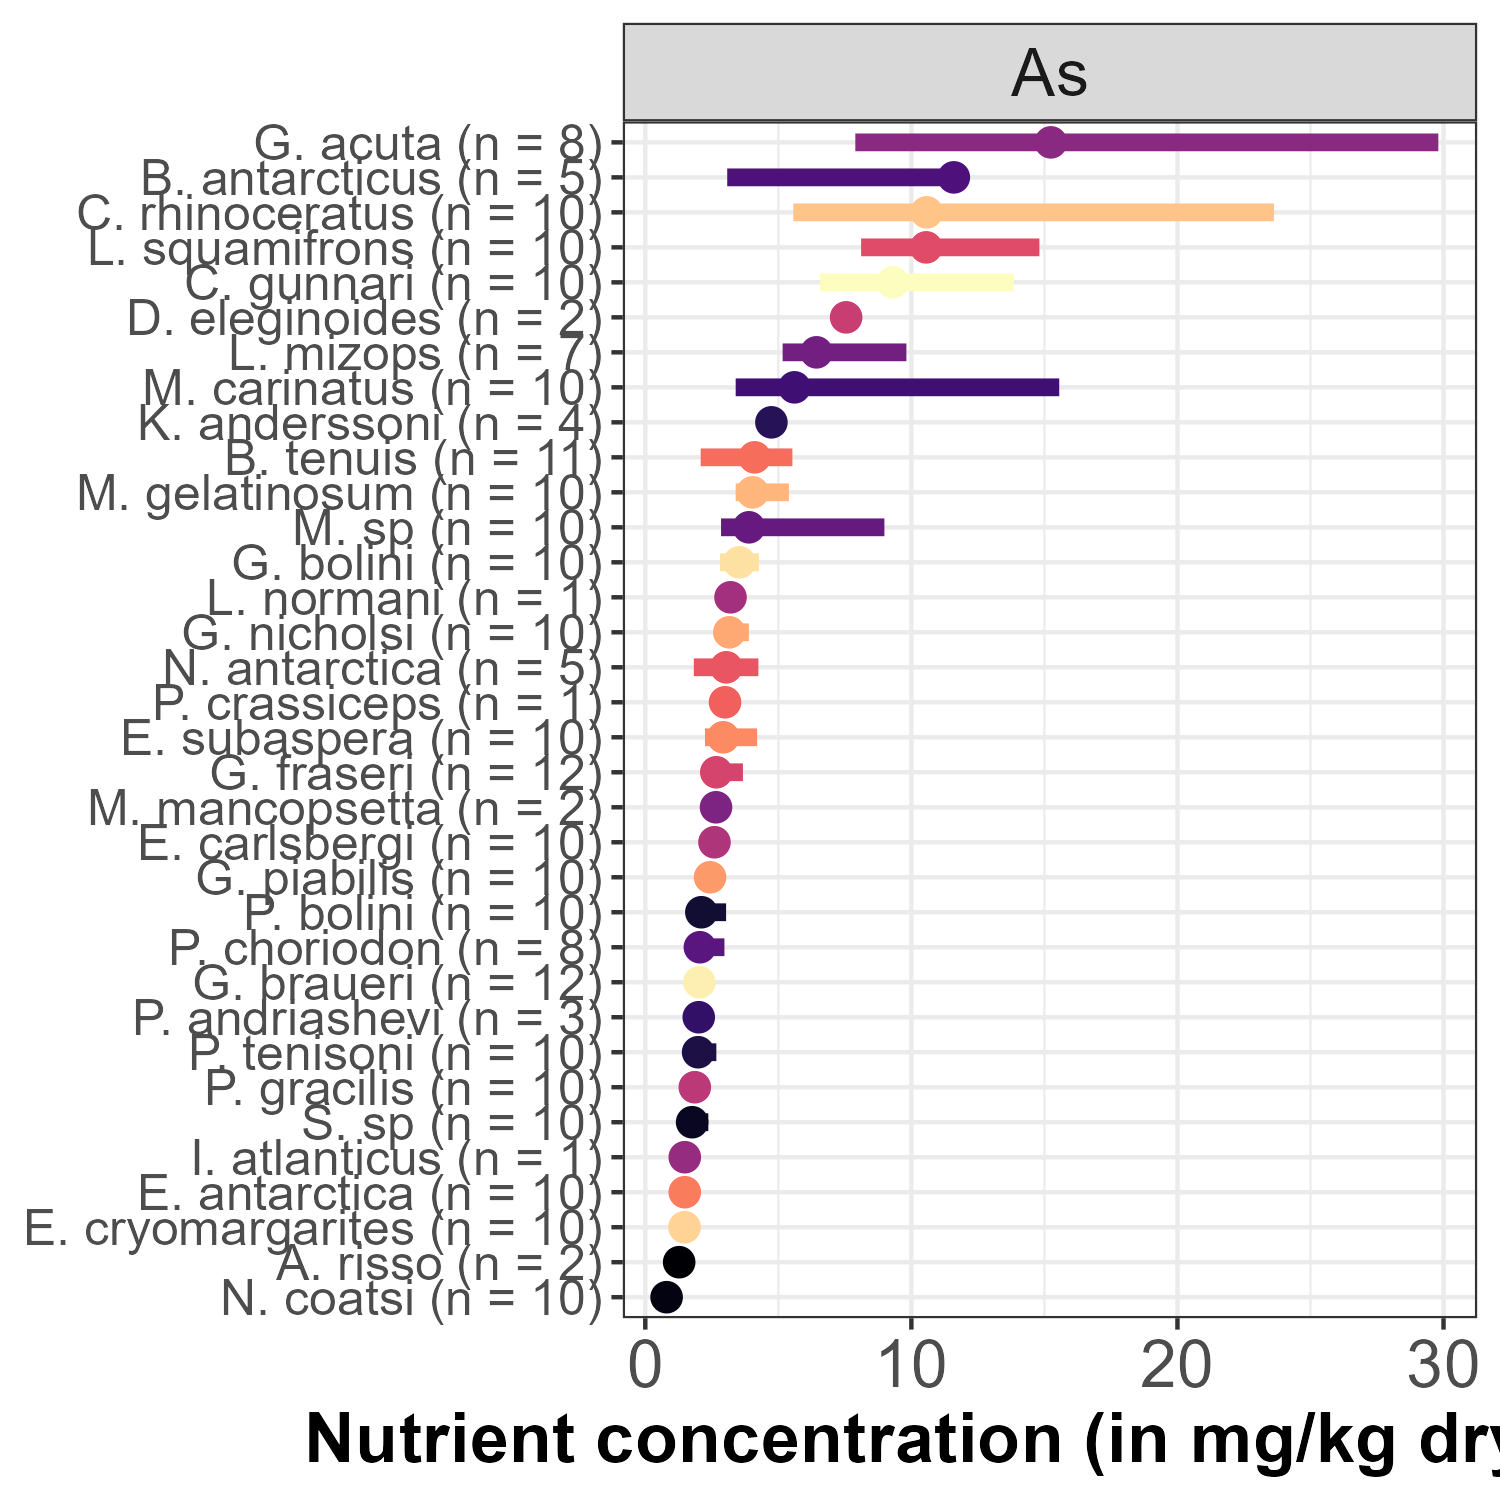 As
G. acuta (n = 8)
B. antarcticus (n = 5)
C. rhinoceratus (n = 10)
L. squamifrons (n = 10)
C. gunnari (n = 10)
D. eleginoides (n = 2)
L. mizops (n = 7)
M. carinatus (n = 10)
K. anderssoni (n = 4)
B. tenuis (n = 11)
M. gelatinosum (n = 10)
M. sp (n = 10)
G. bolini (n = 10)
L. normani (n = 1)
G. nicholsi (n = 10)
N. antarctica (n = 5)
P. crassiceps (n = 1)
E. subaspera (n = 10)
G. fraseri (n = 12)
M. mancopsetta (n = 2)
E. carlsbergi (n = 10)
G. piabilis (n = 10)
P. bolini (n = 10)
P. choriodon (n = 8)
G. braueri (n = 12)
P. andriashevi (n = 3)
P. tenisoni (n = 10)
P. gracilis (n = 10)
S. sp (n = 10)
I. atlanticus (n = 1)
E. antarctica (n = 10)
E. cryomargarites (n = 10)
A. risso (n = 2)
N. coatsi (n = 10)
0 10 20 30
Nutrient concentration (in mg/kg dry